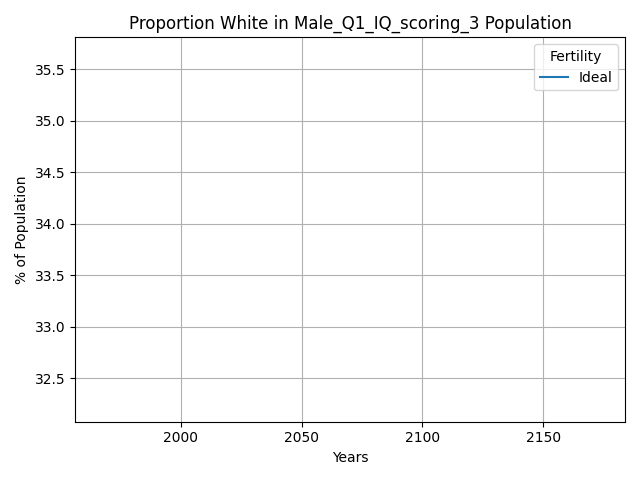 Proportion White in Male_Q1_IQ_scoring_3 Population
Fertility
Ideal
% of Population
35.5
35.0
34.5
34.0
33.5
33.0
32.5
2000 2050 2100 2150
Years